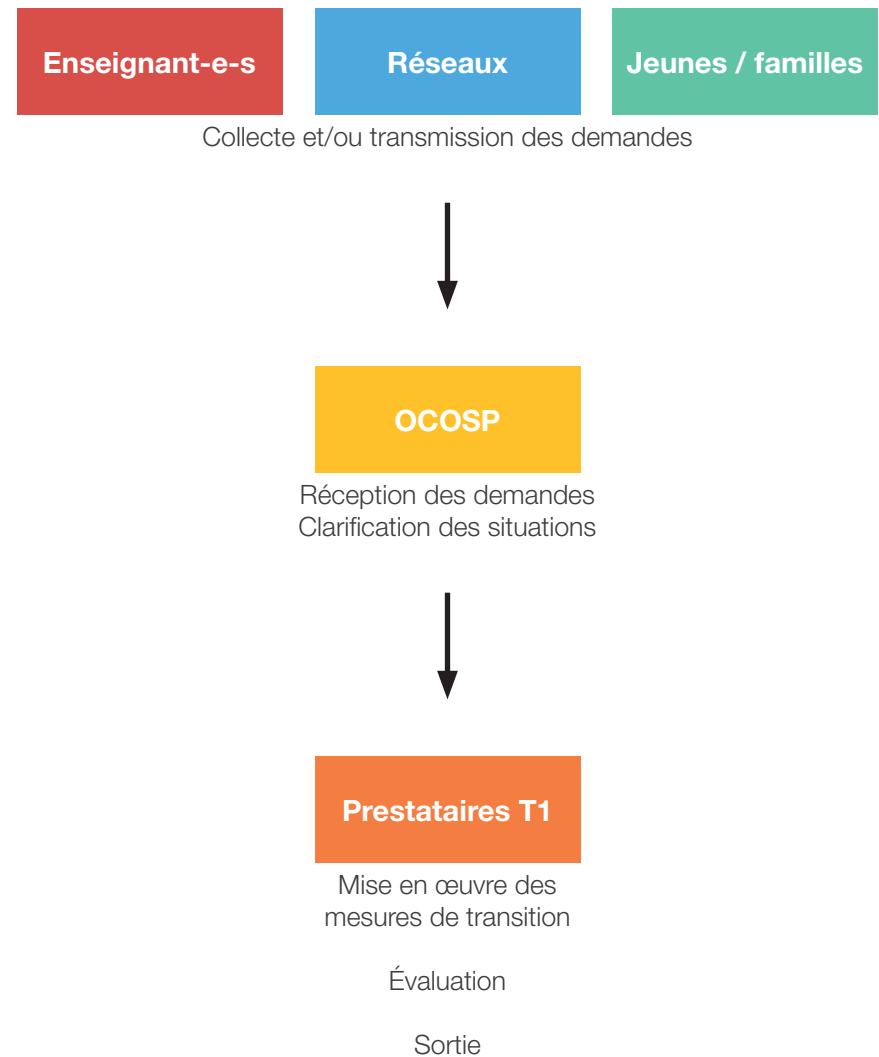 Enseignant-e-s
Réseaux
Jeunes / familles
Collecte et/ou transmission des demandes
OCOSP
Réception des demandes
Clarification des situations
Prestataires T1
Mise en œuvre des
mesures de transition
Évaluation
Sortie